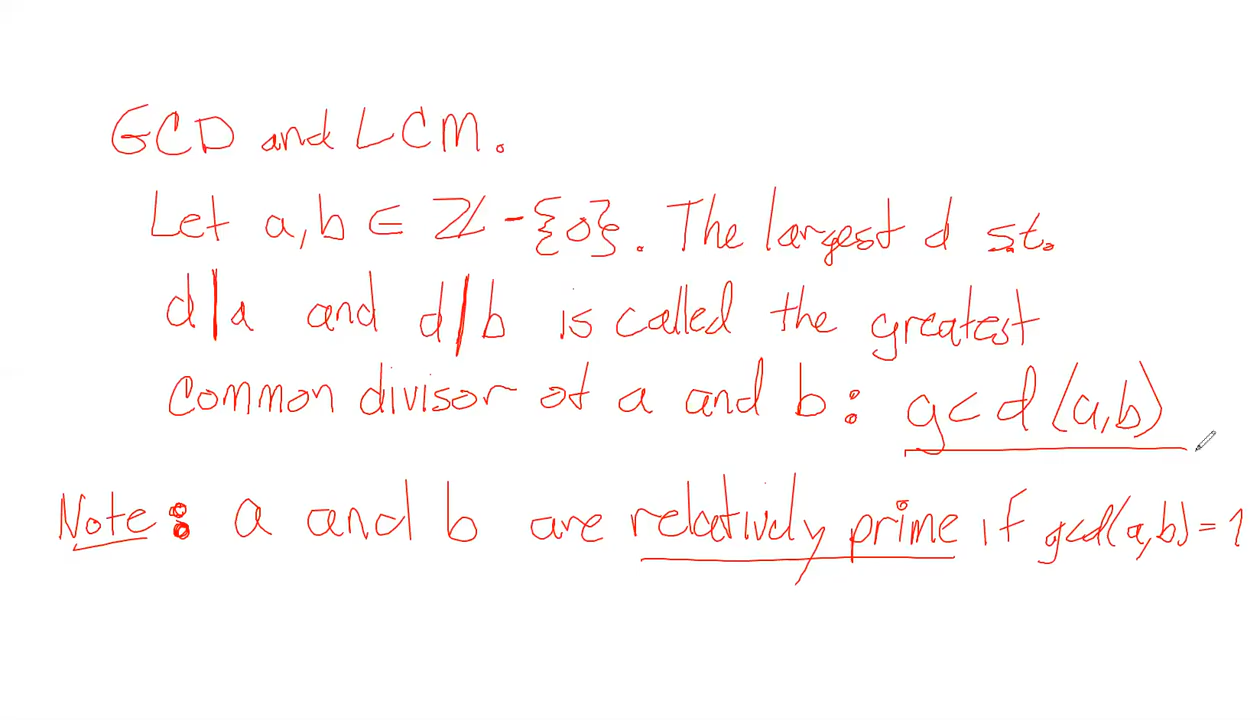 GCD and LCM.
Let a, b ∈ ℤ - {0}. The largest d s.t.
d|a and d|b is called the greatest
common divisor of a and b: gcd(a,b)
Note: a and b are relatively prime if gcd(a,b)=1